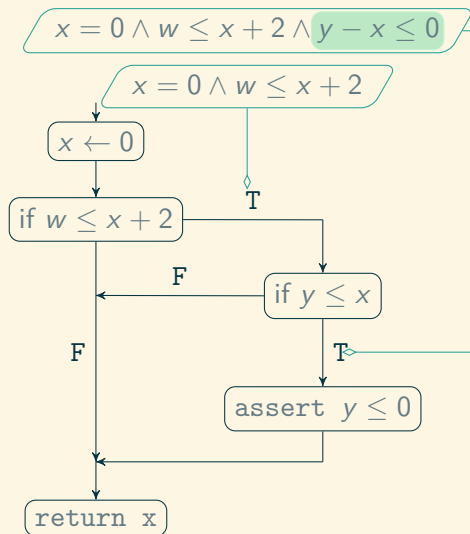 x = 0 ∧ w ≤ x + 2 ∧ y − x ≤ 0
x = 0 ∧ w ≤ x + 2
x ← 0
T
if w ≤ x + 2
F
if y ≤ x
F
T
assert y ≤ 0
return x